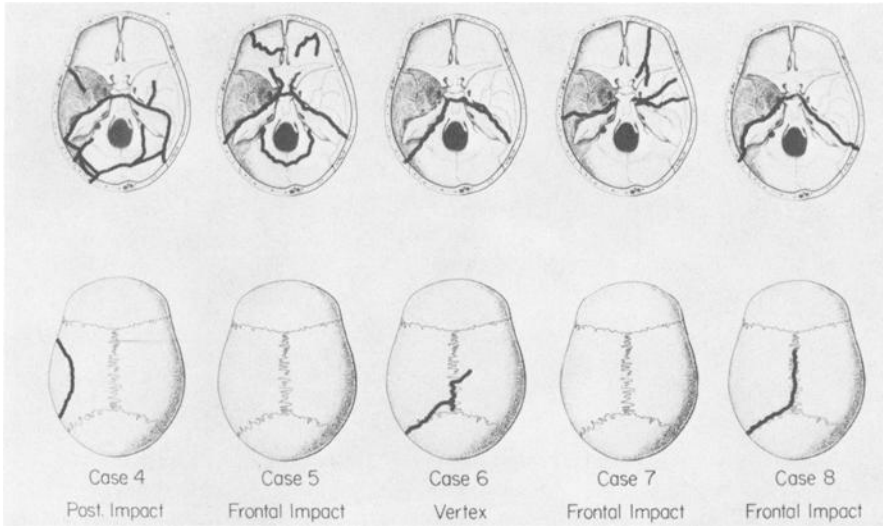 Case 4
Case 5
Case 6
Case 7
Case 8
Post. Impact
Frontal Impact
Vertex
Frontal Impact
Frontal Impact